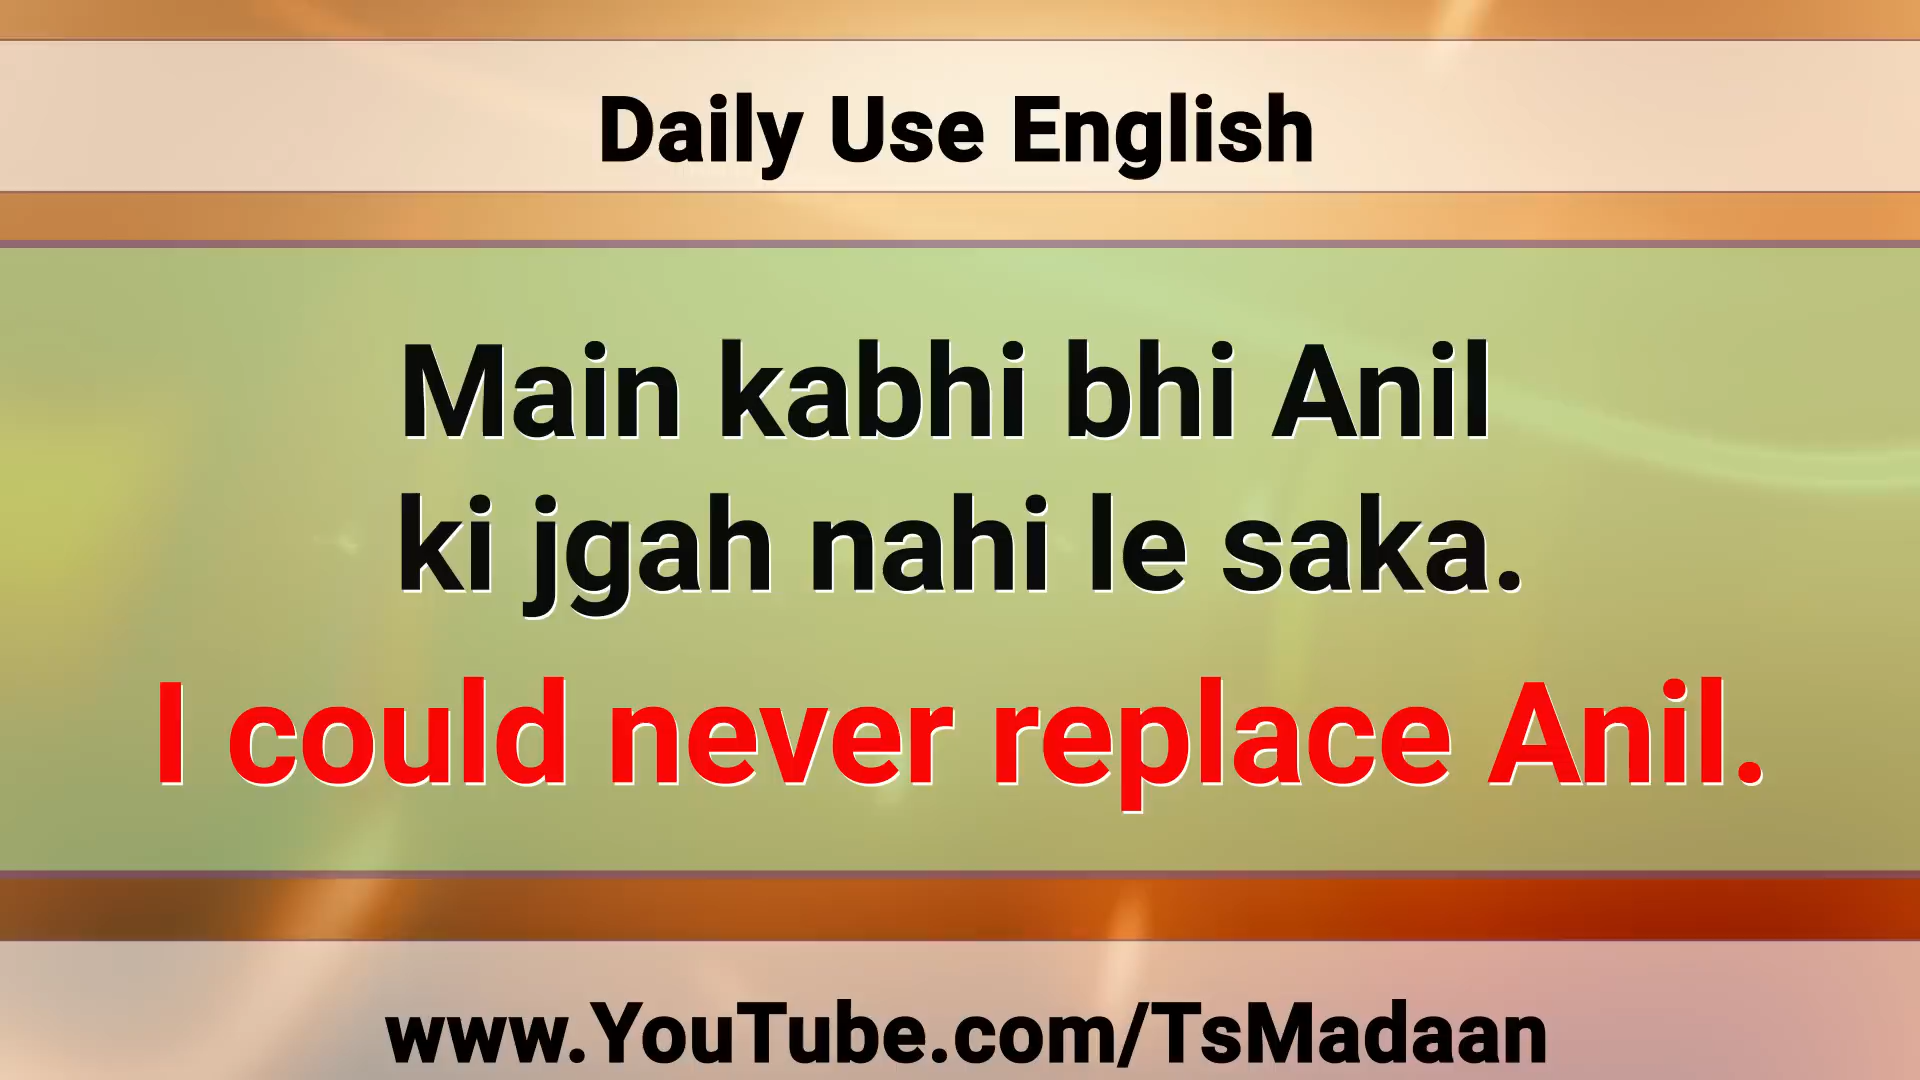 Daily Use English
Main kabhi bhi Anil
ki jgah nahi le saka.
I could never replace Anil.
www.YouTube.com/TsMadaan